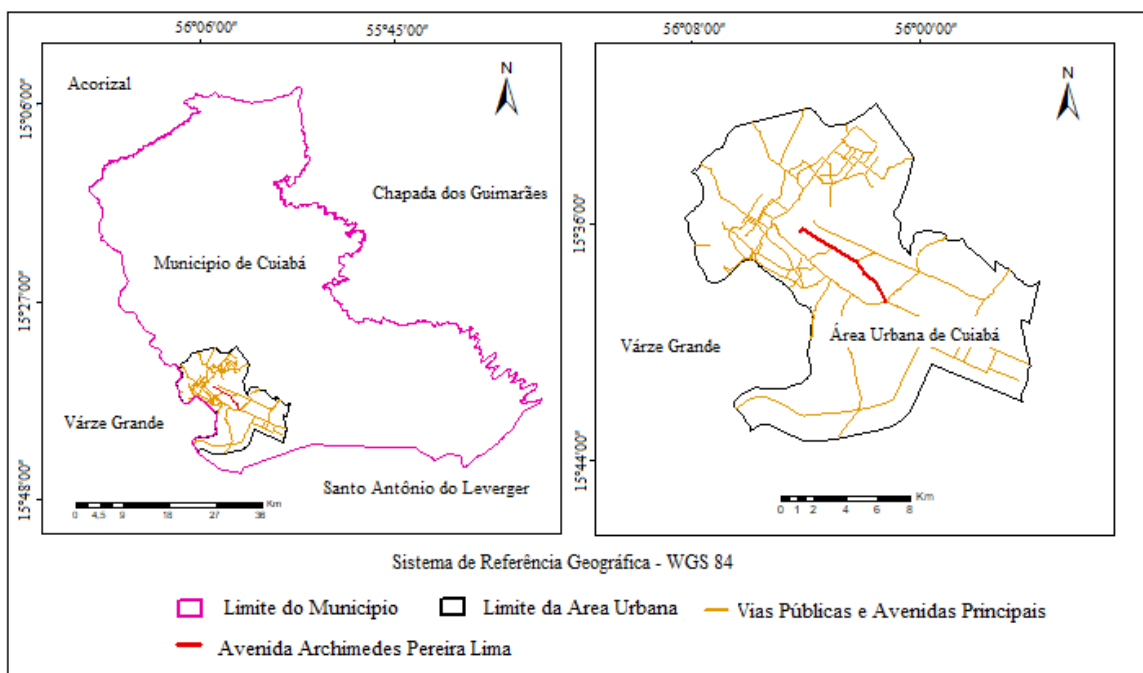 56°06'00"
55°45'00"
56°08'00"
56°00'00"
Acorizal
N
N
15°06'00"
Chapada dos Guimarães
15°36'00"
Municipio de Cuiabá
15°27'00"
Várze Grande
Área Urbana de Cuiabá
Várze Grande
15°44'00"
Santo Antônio do Leverger
15°48'00"
Km
0 4,5 9 18 27 36
Km
0 1 2 4 6 8
Sistema de Referência Geográfica - WGS 84
Limite do Município
Limite da Area Urbana
Vias Públicas e Avenidas Principais
Avenida Archimedes Pereira Lima